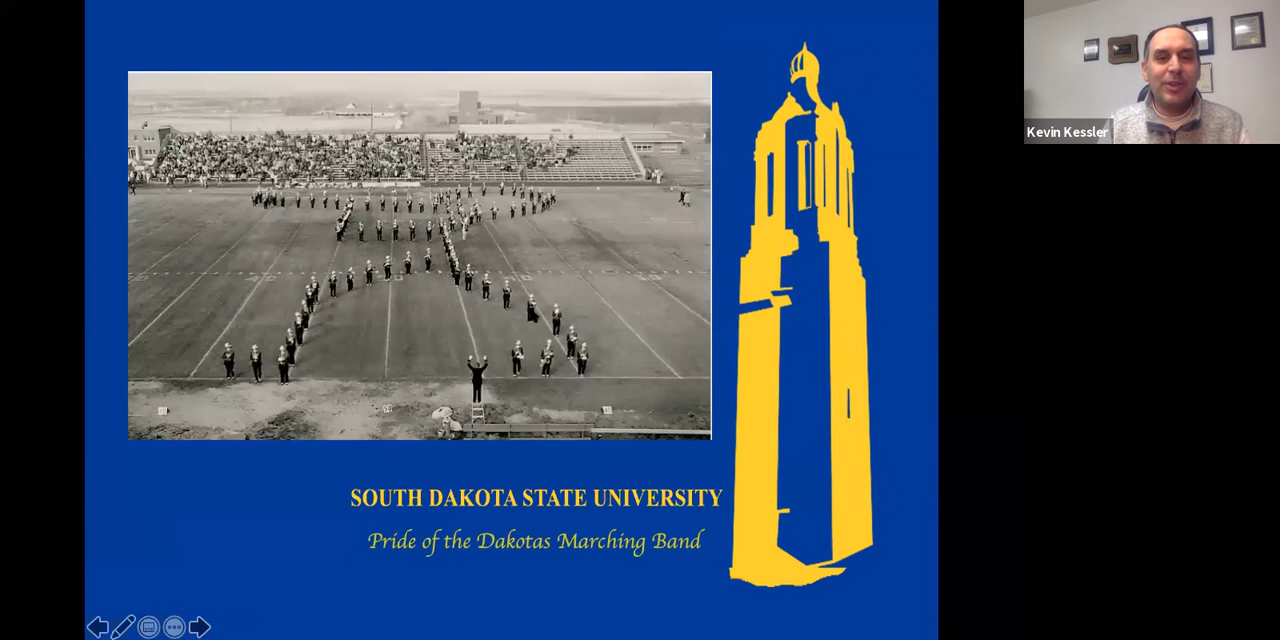 Kevin Kessler
SOUTH DAKOTA STATE UNIVERSITY
Pride of the Dakotas Marching Band